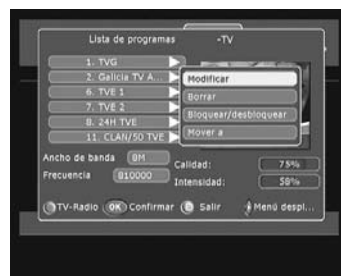 Lista de programas -TV
1. TVG
2. Galicia TV A...
6. TVE 1
7. TVE 2
8. 24H TVE
11. CLAN/50 TVE
Modificar
Borrar
Bloquear/desbloquear
Mover a
Ancho de banda 8M
Frecuencia 810000
Calidad: 75%
Intensidad: 58%
TV-Radio OK Confirmar Salir Menú despl...